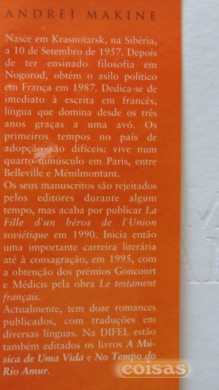 ANDREÏ MAKINE
Nasce em Krasnoiarsk, na Sibéria,
a 10 de Setembro de 1957. Depois
de ter ensinado filosofia em
Nogorod, obtém o asilo político
em França em 1987. Dedica-se de
imediato à escrita em francês,
língua que domina desde os três
anos graças a uma avó. Os
primeiros tempos no país de
adopção são difíceis: vive num
quarto minúsculo em Paris, entre
Belleville e Ménilmontant.
Os seus manuscritos são rejeitados
pelos editores durante algum
tempo, mas acaba por publicar La
Fille d'un héros de l'Union
soviétique em 1990. Inicia então
uma importante carreira literária
até à consagração, em 1995, com
a obtenção dos prémios Goncourt
e Médicis pela obra Le testament
français.
Actualmente, tem doze romances
publicados, com traduções em
diversas línguas. Na DIFEL estão
também editados os livros A Mú-
sica de Uma Vida e No Tempo do
Rio Amur.
coisas